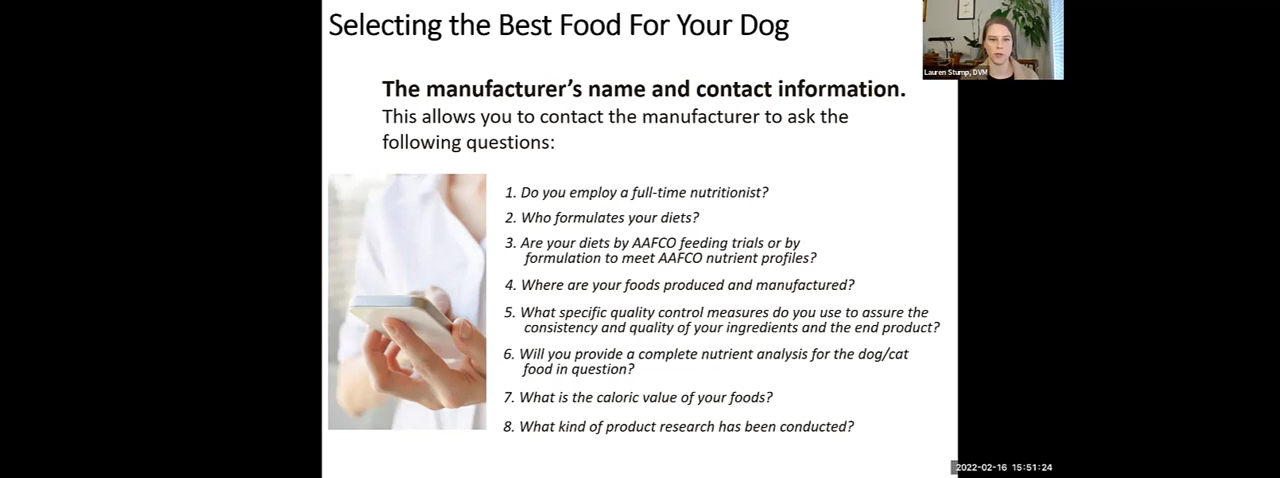 Selecting the Best Food For Your Dog
Lauren Stump, DVM
The manufacturer's name and contact information.
This allows you to contact the manufacturer to ask the
following questions:
1. Do you employ a full-time nutritionist?
2. Who formulates your diets?
3. Are your diets by AAFCO feeding trials or by
formulation to meet AAFCO nutrient profiles?
4. Where are your foods produced and manufactured?
5. What specific quality control measures do you use to assure the
consistency and quality of your ingredients and the end product?
6. Will you provide a complete nutrient analysis for the dog/cat
food in question?
7. What is the caloric value of your foods?
8. What kind of product research has been conducted?
2022-02-16 15:51:24